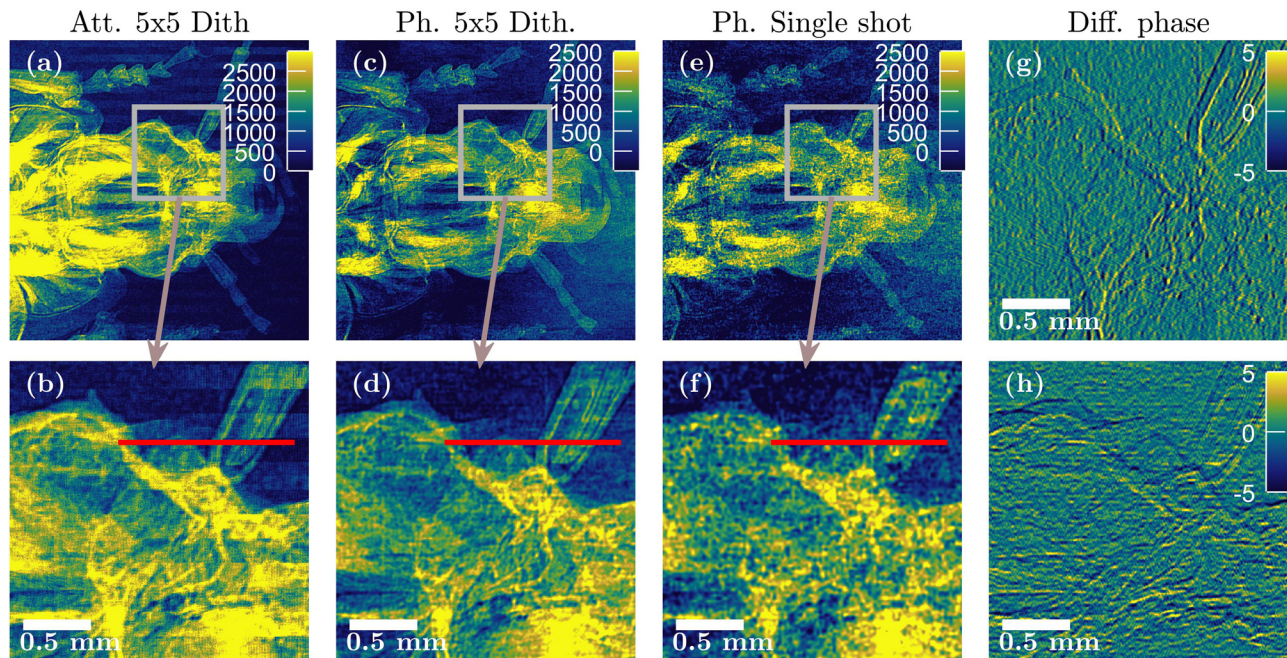 Att. 5x5 Dith
Ph. 5x5 Dith.
Ph. Single shot
Diff. phase
(a)
2500
2000
1500
1000
500
0
(c)
2500
2000
1500
1000
500
0
(e)
2500
2000
1500
1000
500
0
(g)
5
0
-5
0.5 mm
(b)
0.5 mm
(d)
0.5 mm
(f)
0.5 mm
(h)
5
0
-5
0.5 mm